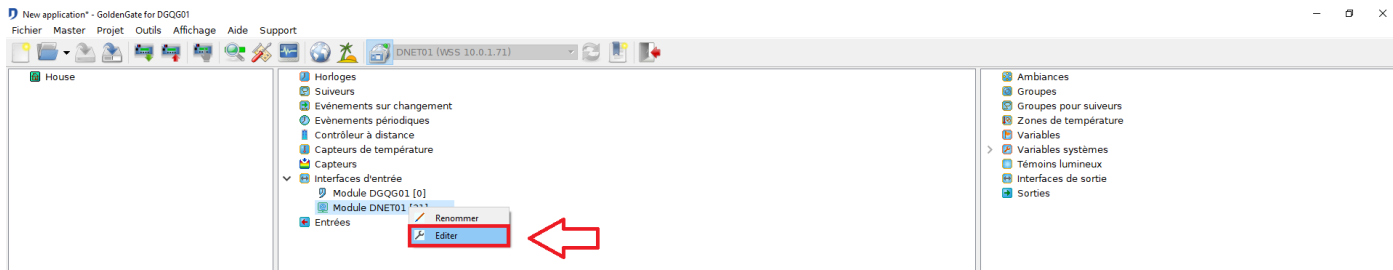 New application* - GoldenGate for DGQG01
Fichier Master Projet Outils Affichage Aide Support
DNET01 (WSS 10.0.1.71)
House
Horloges
Suiveurs
Evénements sur changement
Evènements périodiques
Contrôleur à distance
Capteurs de température
Capteurs
Interfaces d'entrée
Module DGQG01 [0]
Module DNET01
Entrées
Renommer
Editer
Ambiances
Groupes
Groupes pour suiveurs
Zones de température
Variables
Variables systèmes
Témoins lumineux
Interfaces de sortie
Sorties